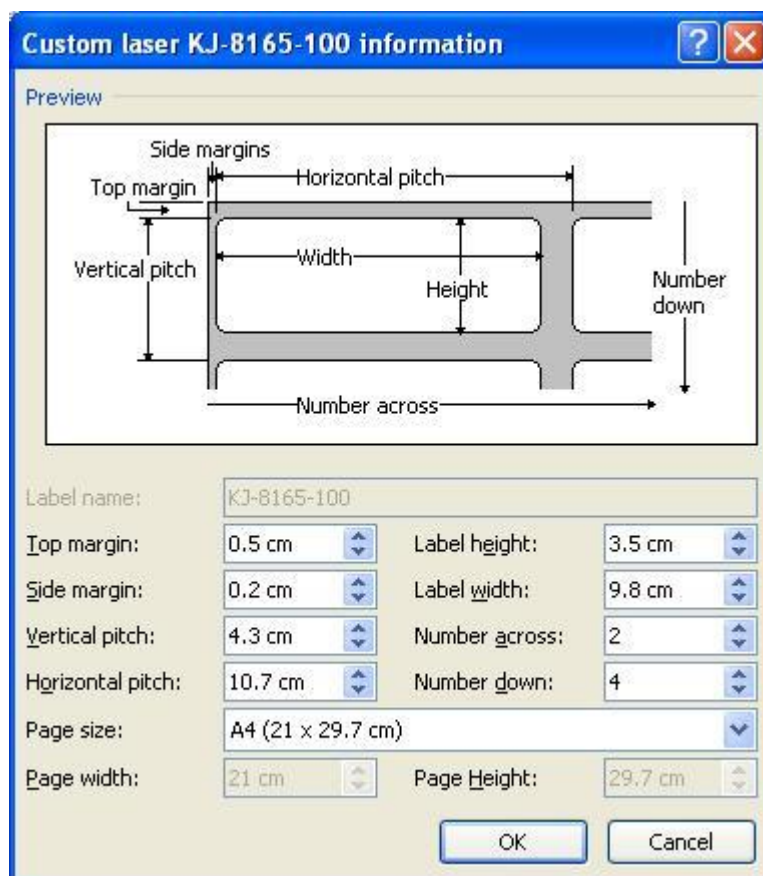 Custom laser KJ-8165-100 information
Preview
Side margins
Top margin
Horizontal pitch
Vertical pitch
Width
Height
Number
down
Number across
Label name: KJ-8165-100
Top margin: 0.5 cm Label height: 3.5 cm
Side margin: 0.2 cm Label width: 9.8 cm
Vertical pitch: 4.3 cm Number across: 2
Horizontal pitch: 10.7 cm Number down: 4
Page size: A4 (21 x 29.7 cm)
Page width: 21 cm Page Height: 29.7 cm
OK Cancel